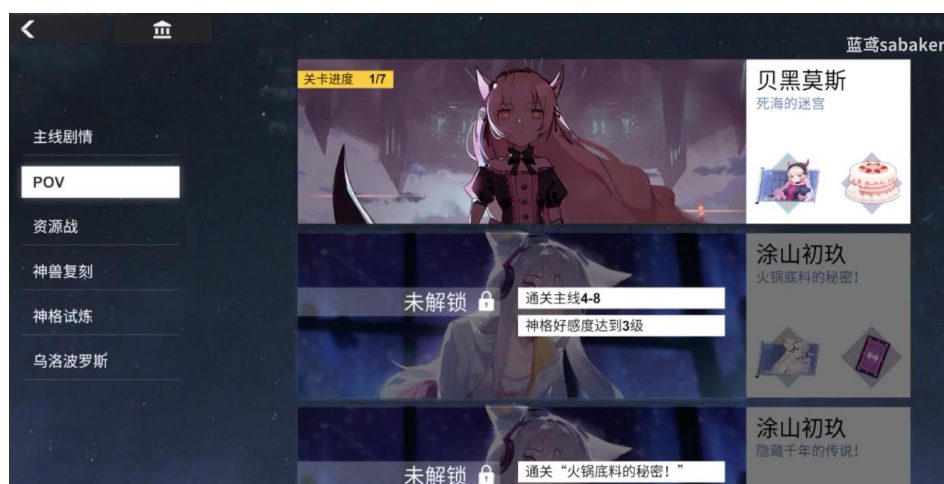 蓝鸢sabaker
主线剧情
POV
资源战
神兽复刻
神格试炼
乌洛波罗斯
关卡进度 1/7
贝黑莫斯
死海的迷宫
未解锁
通关主线4-8
神格好感度达到3级
涂山初玖
火锅底料的秘密！
未解锁
通关“火锅底料的秘密！”
涂山初玖
隐藏千年的传说！